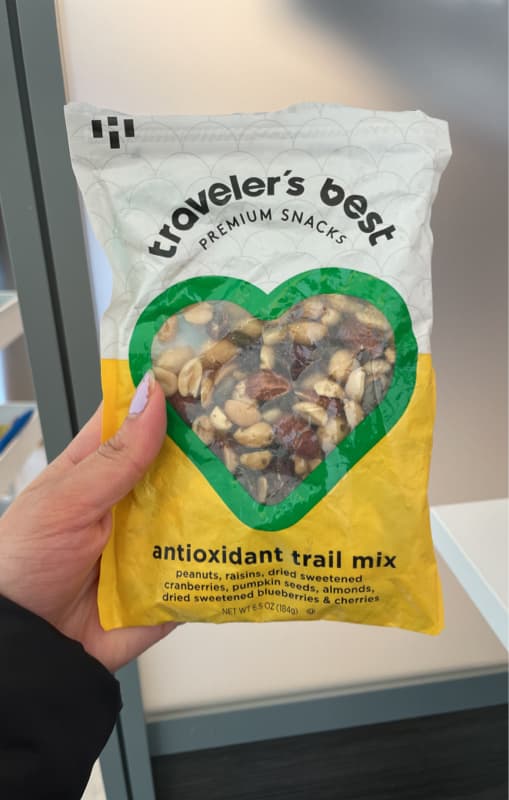 traveler's best
PREMIUM SNACKS
antioxidant trail mix
peanuts, raisins, dried sweetened
cranberries, pumpkin seeds, almonds,
dried sweetened blueberries & cherries
NET WT 6.5 OZ (184g)